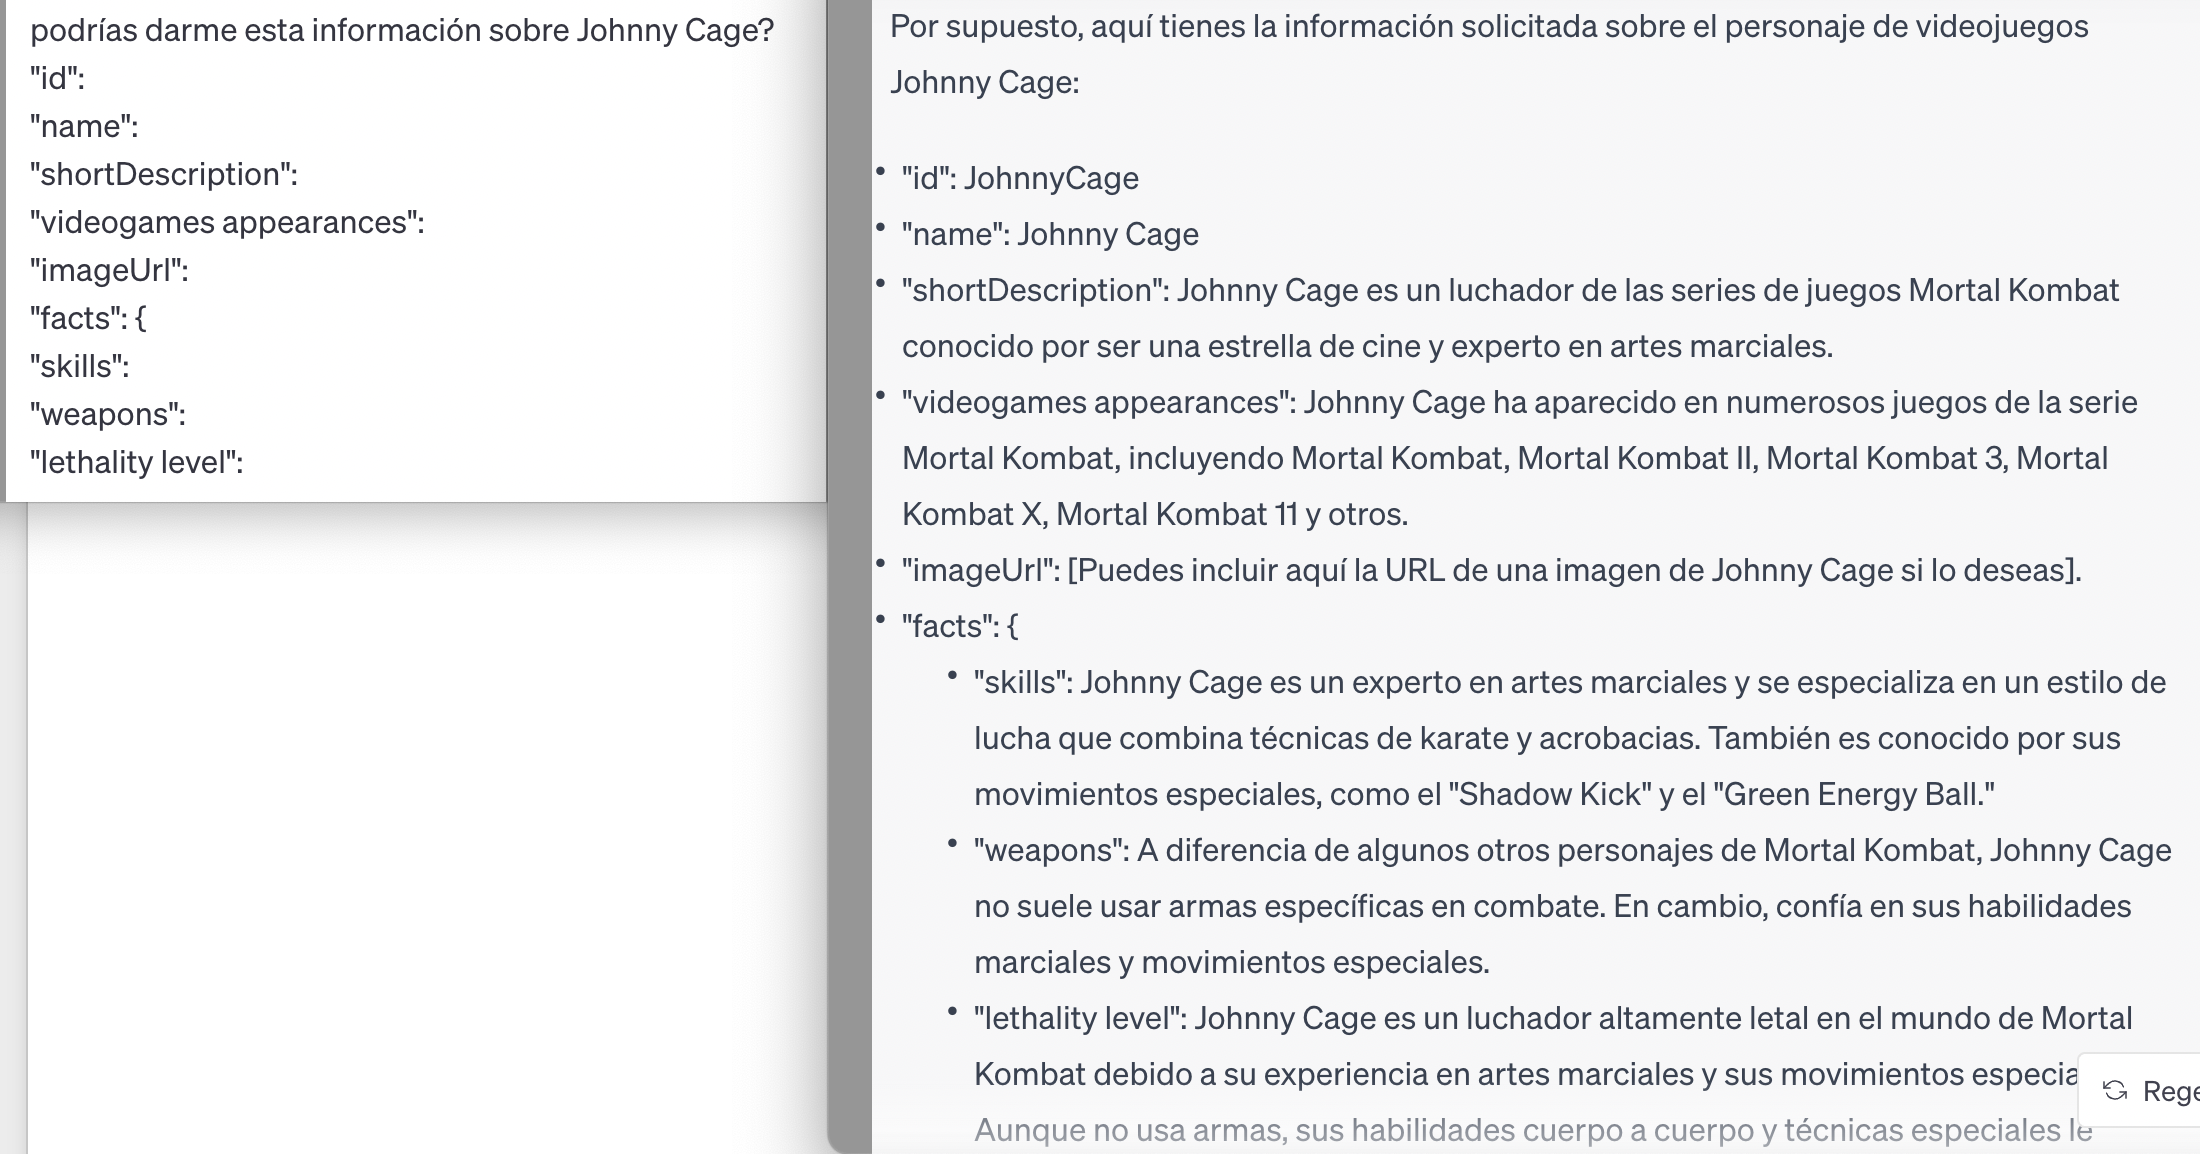 podrías darme esta información sobre Johnny Cage?
"id":
"name":
"shortDescription":
"videogames appearances":
"imageUrl":
"facts": {
"skills":
"weapons":
"lethality level":
Por supuesto, aquí tienes la información solicitada sobre el personaje de videojuegos
Johnny Cage:
• "id": JohnnyCage
• "name": Johnny Cage
• "shortDescription": Johnny Cage es un luchador de las series de juegos Mortal Kombat
conocido por ser una estrella de cine y experto en artes marciales.
• "videogames appearances": Johnny Cage ha aparecido en numerosos juegos de la serie
Mortal Kombat, incluyendo Mortal Kombat, Mortal Kombat II, Mortal Kombat 3, Mortal
Kombat X, Mortal Kombat 11 y otros.
• "imageUrl": [Puedes incluir aquí la URL de una imagen de Johnny Cage si lo deseas].
• "facts": {
• "skills": Johnny Cage es un experto en artes marciales y se especializa en un estilo de
lucha que combina técnicas de karate y acrobacias. También es conocido por sus
movimientos especiales, como el "Shadow Kick" y el "Green Energy Ball."
• "weapons": A diferencia de algunos otros personajes de Mortal Kombat, Johnny Cage
no suele usar armas específicas en combate. En cambio, confía en sus habilidades
marciales y movimientos especiales.
• "lethality level": Johnny Cage es un luchador altamente letal en el mundo de Mortal
Kombat debido a su experiencia en artes marciales y sus movimientos especia
Aunque no usa armas, sus habilidades cuerpo a cuerpo y técnicas especiales le
Rege